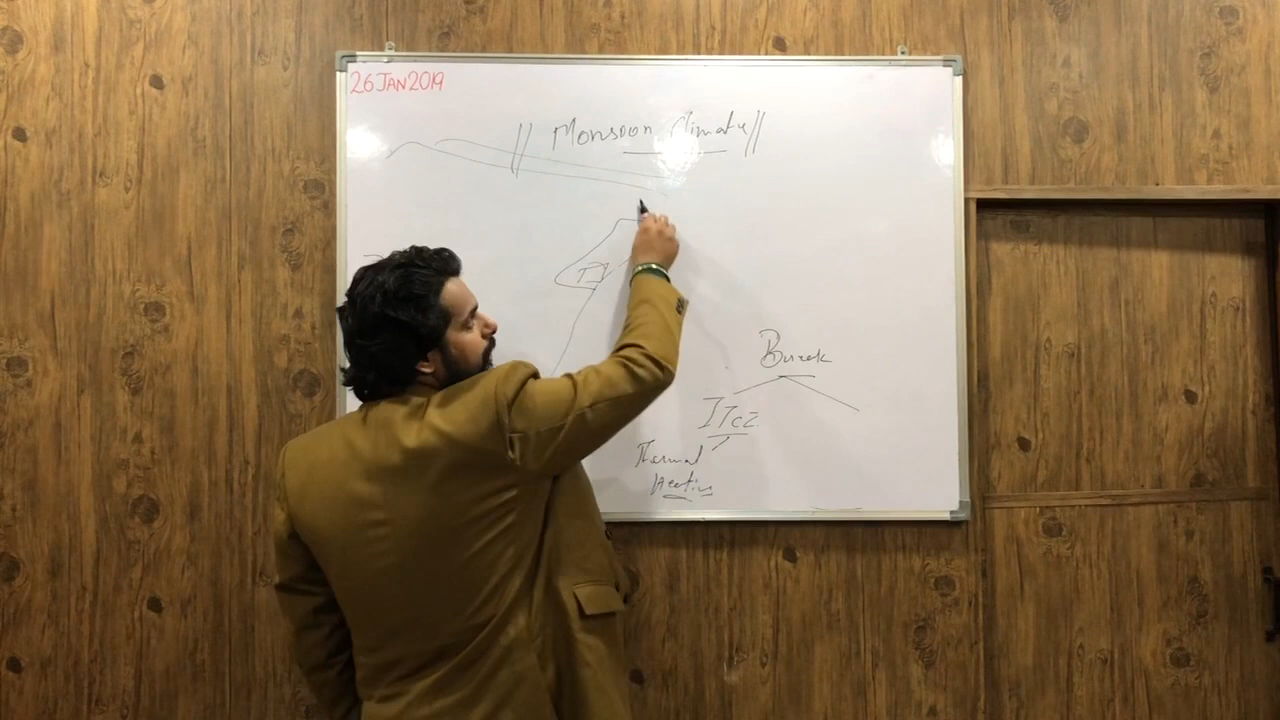 26 JAN 2019
|| Monsoon Climate ||
Burst
ITCZ
Thermal
Heating